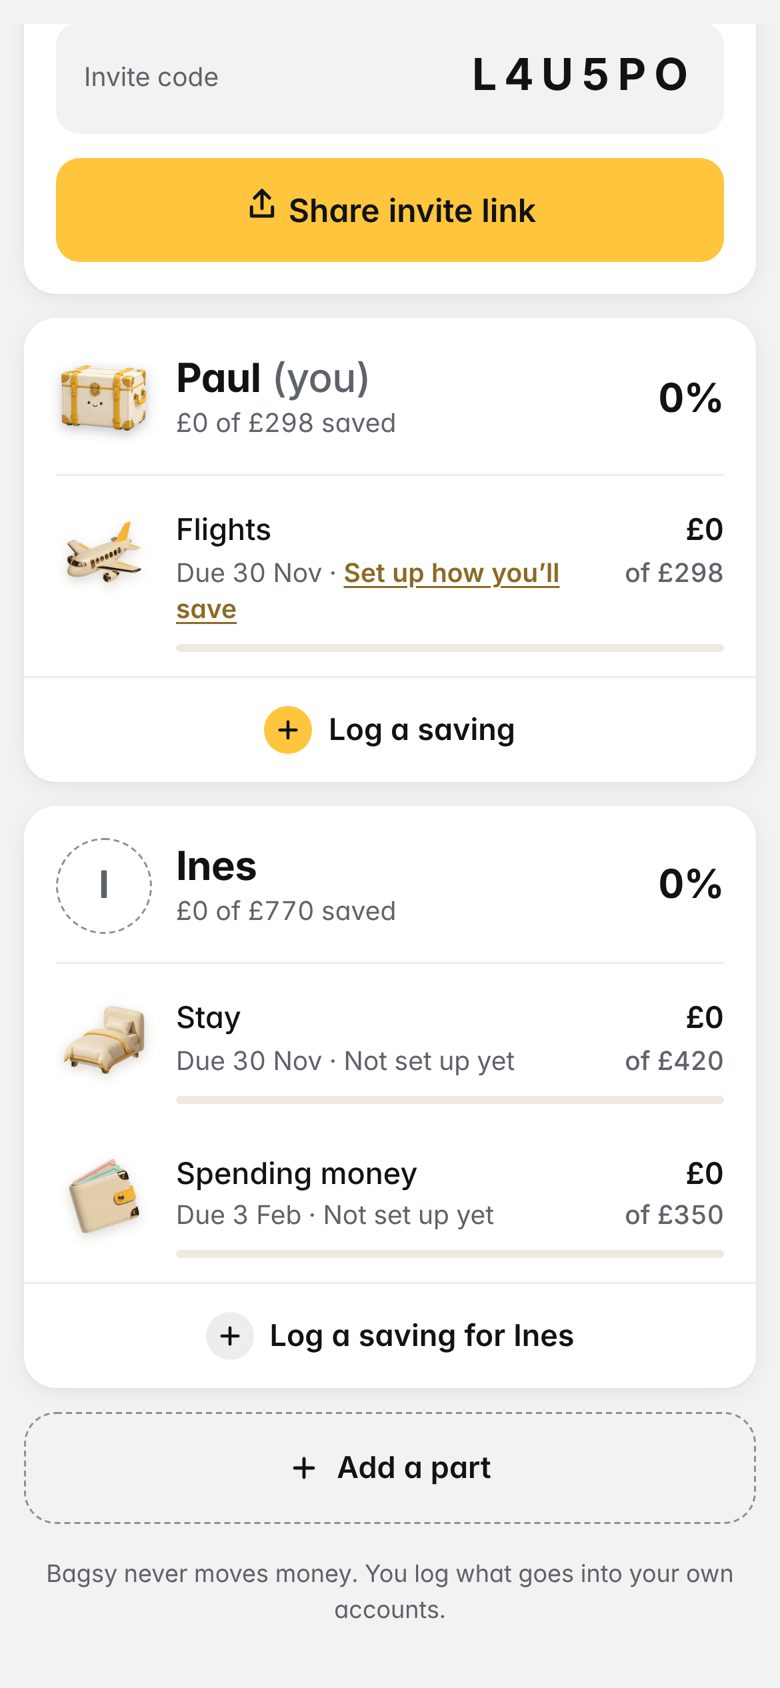 Invite code
L4U5PO
Share invite link
Paul (you)
£0 of £298 saved
0%
Flights
£0
Due 30 Nov · Set up how you’ll
save
of £298
Log a saving
I
Ines
£0 of £770 saved
0%
Stay
£0
Due 30 Nov · Not set up yet
of £420
Spending money
£0
Due 3 Feb · Not set up yet
of £350
Log a saving for Ines
Add a part
Bagsy never moves money. You log what goes into your own
accounts.